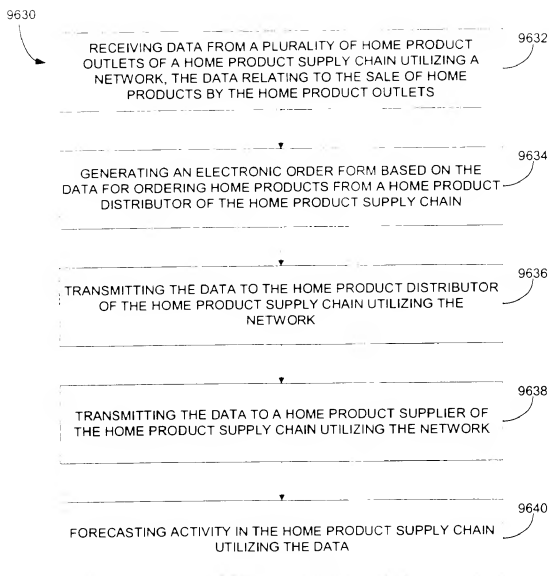 9630
9632
RECEIVING DATA FROM A PLURALITY OF HOME PRODUCT
OUTLETS OF A HOME PRODUCT SUPPLY CHAIN UTILIZING A
NETWORK, THE DATA RELATING TO THE SALE OF HOME
PRODUCTS BY THE HOME PRODUCT OUTLETS
9634
GENERATING AN ELECTRONIC ORDER FORM BASED ON THE
DATA FOR ORDERING HOME PRODUCTS FROM A HOME PRODUCT
DISTRIBUTOR OF THE HOME PRODUCT SUPPLY CHAIN
9636
TRANSMITTING THE DATA TO THE HOME PRODUCT DISTRIBUTOR
OF THE HOME PRODUCT SUPPLY CHAIN UTILIZING THE
NETWORK
9638
TRANSMITTING THE DATA TO A HOME PRODUCT SUPPLIER OF
THE HOME PRODUCT SUPPLY CHAIN UTILIZING THE NETWORK
9640
FORECASTING ACTIVITY IN THE HOME PRODUCT SUPPLY CHAIN
UTILIZING THE DATA